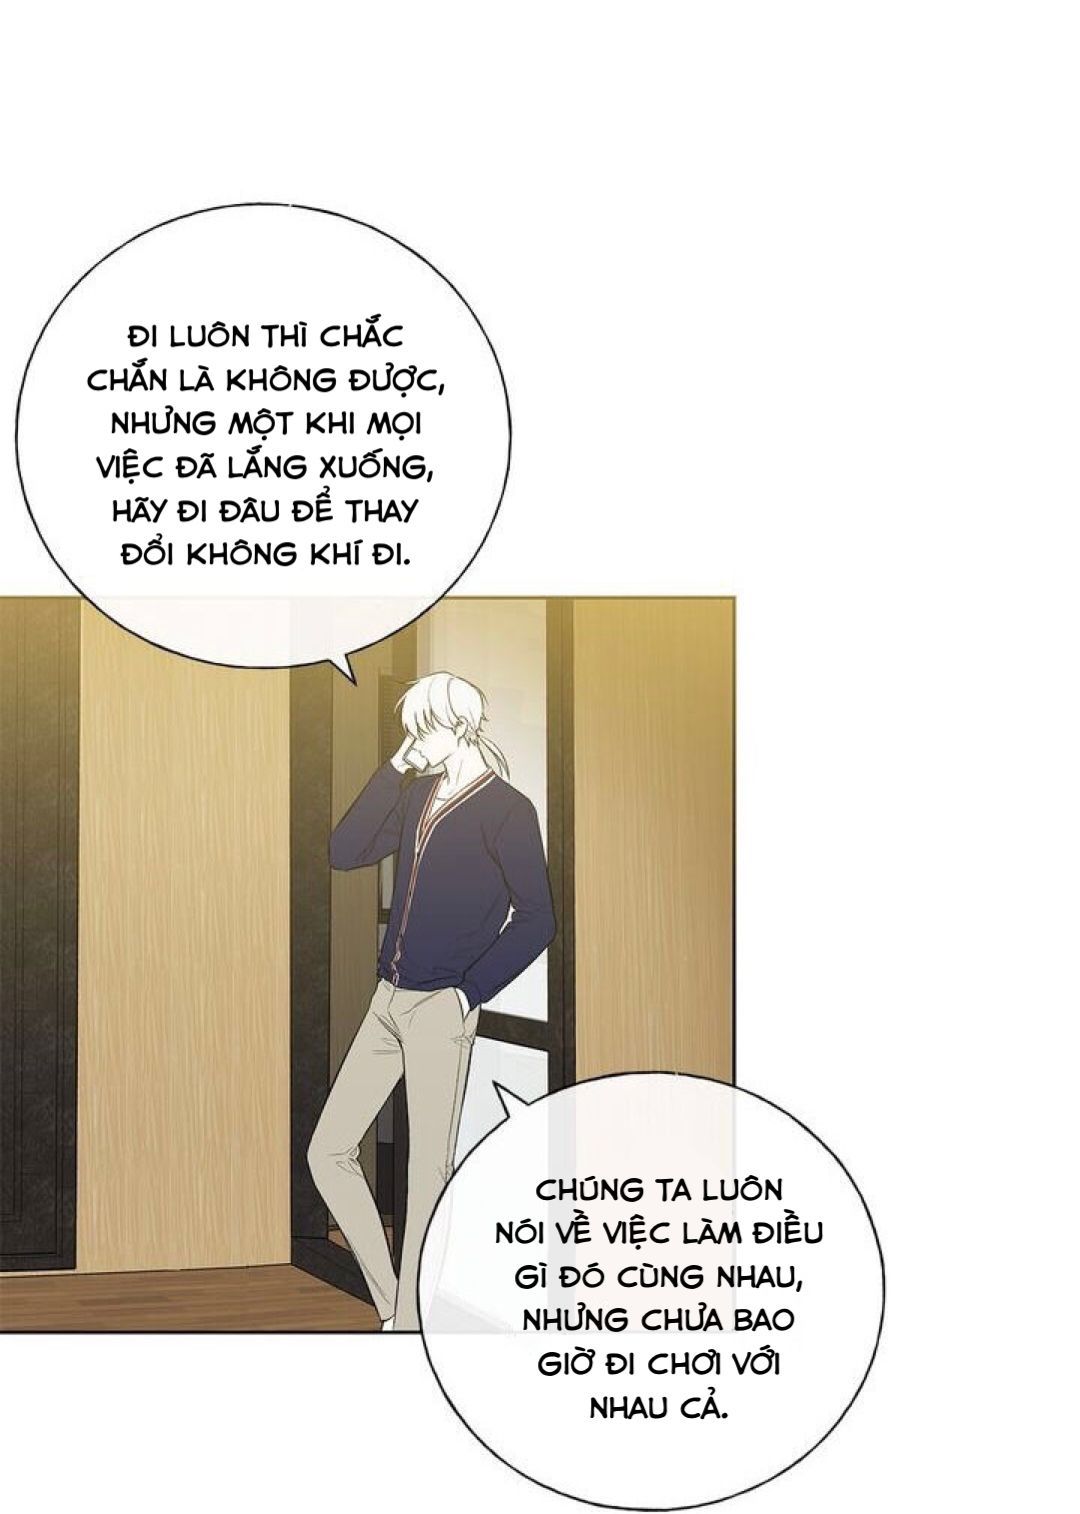 ĐI LUÔN THÌ CHẮC
CHẮN LÀ KHÔNG ĐƯỢC,
NHƯNG MỘT KHI MỌI
VIỆC ĐÃ LẮNG XUỐNG,
HÃY ĐI ĐÂU ĐỂ THAY
ĐỔI KHÔNG KHÍ ĐI.
CHÚNG TA LUÔN
NÓI VỀ VIỆC LÀM ĐIỀU
GÌ ĐÓ CÙNG NHAU,
NHƯNG CHƯA BAO
GIỜ ĐI CHƠI VỚI
NHAU CẢ.